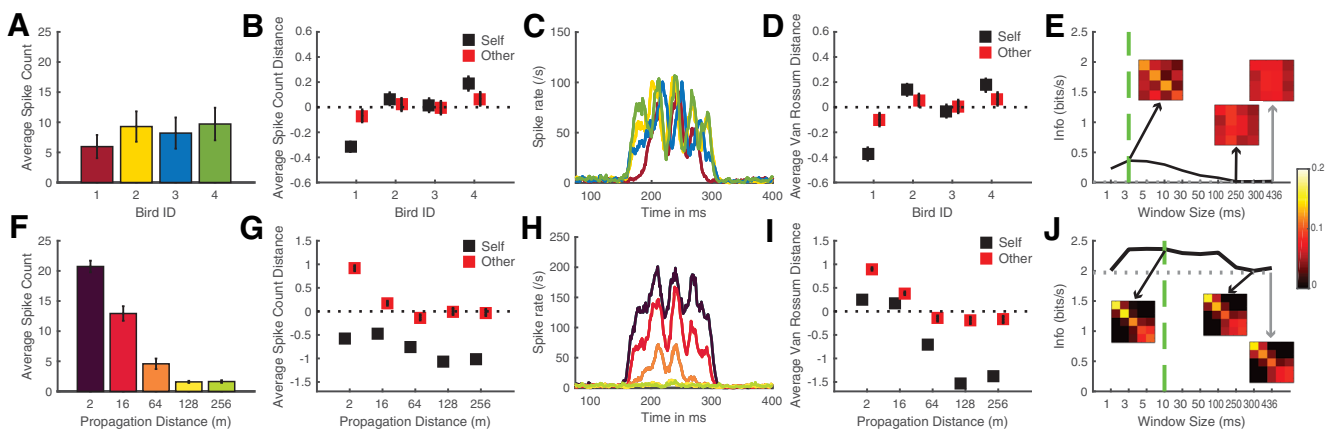 A
Average Spike Count
25
20
15
10
5
0
1 2 3 4
Bird ID
B
Average Spike Count Distance
0.6
0.4
0.2
0
-0.2
-0.4
-0.6
Self
Other
1 2 3 4
Bird ID
C
Spike rate (/s)
150
100
50
0
100 200 300 400
Time in ms
D
Average Van Rossum Distance
0.6
0.4
0.2
0
-0.2
-0.4
-0.6
Self
Other
1 2 3 4
Bird ID
E
Info (bits/s)
2.5
2
1.5
1
0.5
0
1 3 5 10 30 50 100 250 300 436
Window Size (ms)
0.2
0.1
0
F
Average Spike Count
25
20
15
10
5
0
2 16 64 128 256
Propagation Distance (m)
G
Average Spike Count Distance
1.5
1
0.5
0
-0.5
-1
-1.5
Self
Other
2 16 64 128 256
Propagation Distance (m)
H
Spike rate (/s)
250
200
150
100
50
0
100 200 300 400
Time in ms
I
Average Van Rossum Distance
1.5
1
0.5
0
-0.5
-1
-1.5
Self
Other
2 16 64 128 256
Propagation Distance (m)
J
Info (bits/s)
2.5
2
1.5
1
0.5
0
1 3 5 10 30 50 100 250 300 436
Window Size (ms)